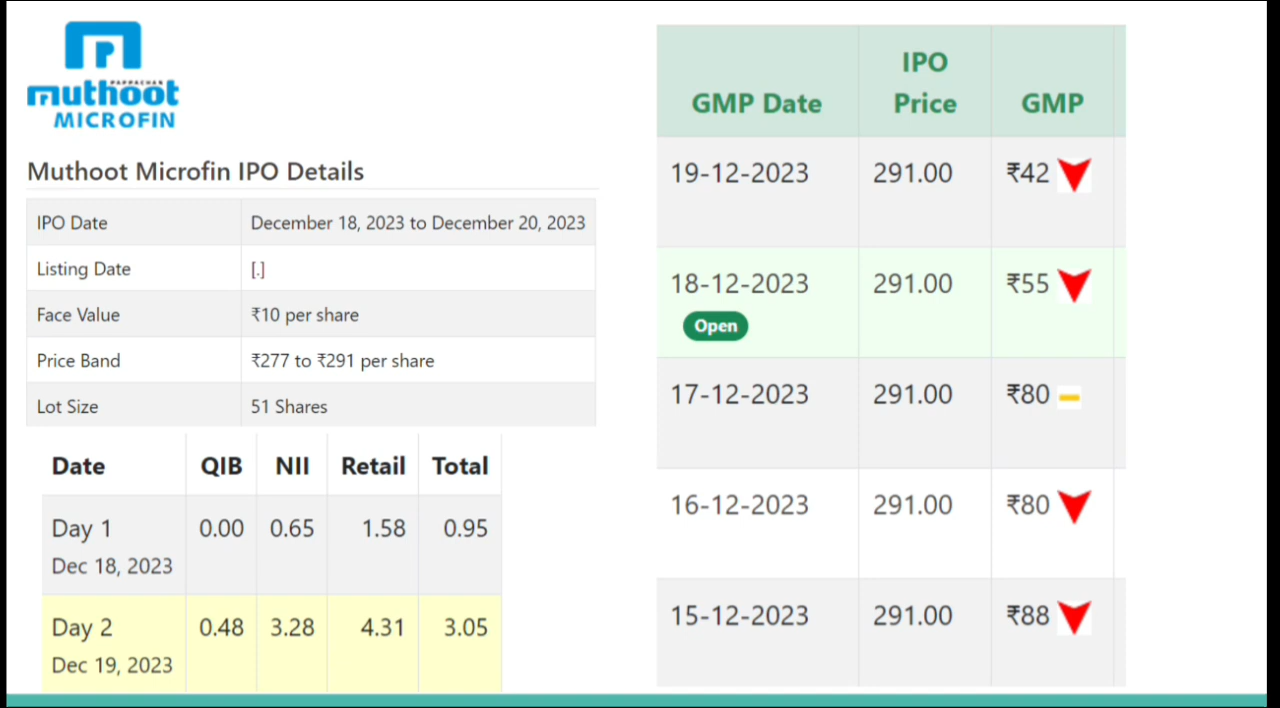 MUTHOOT PAPPACHAN
muthoot
MICROFIN
Muthoot Microfin IPO Details
IPO Date December 18, 2023 to December 20, 2023
Listing Date [.]
Face Value ₹10 per share
Price Band ₹277 to ₹291 per share
Lot Size 51 Shares
Date QIB NII Retail Total
Day 1 0.00 0.65 1.58 0.95
Dec 18, 2023
Day 2 0.48 3.28 4.31 3.05
Dec 19, 2023
IPO
GMP Date Price GMP
19-12-2023 291.00 ₹42
18-12-2023 291.00 ₹55
Open
17-12-2023 291.00 ₹80
16-12-2023 291.00 ₹80
15-12-2023 291.00 ₹88